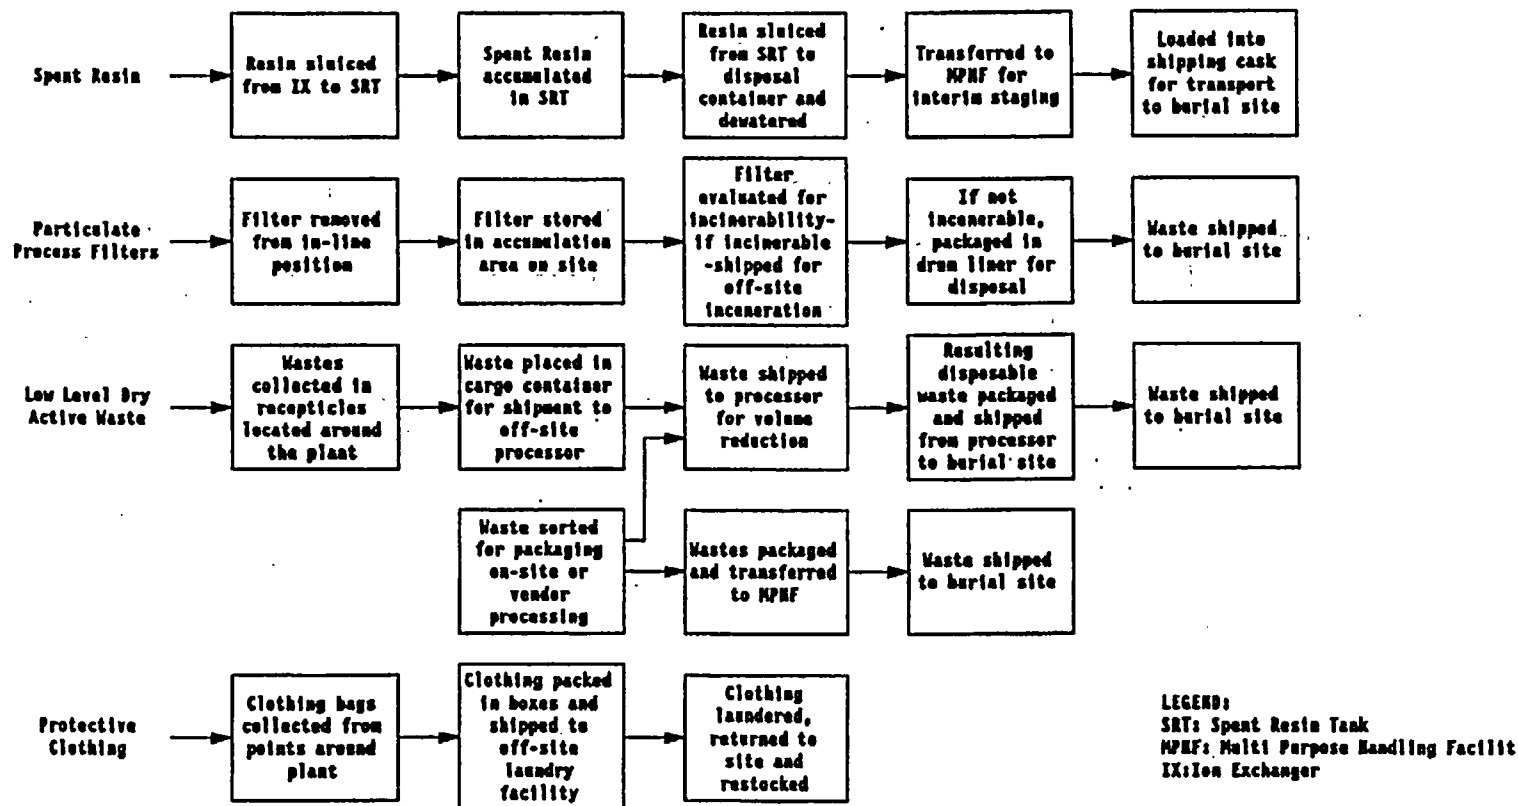 Spent Resin
Resin sluiced
from IX to SRT
Spent Resin
accumulated
in SRT
Resin sluiced
from SRT to
disposal
container and
dewatered
Transferred to
MPHF for
interim staging
Loaded into
shipping cask
for transport
to burial site
Particulate
Process Filters
Filter removed
from in-line
position
Filter stored
in accumulation
area on site
Filter
evaluated for
incinerability-
if incinerable
-shipped for
off-site
inceneration
If not
incenerable,
packaged in
drum liner for
disposal
Waste shipped
to burial site
Low Level Dry
Active Waste
Wastes
collected in
recepticles
located around
the plant
Waste placed in
cargo container
for shipment to
off-site
processor
Waste shipped
to processor
for volume
reduction
Resulting
disposable
waste packaged
and shipped
from processor
to burial site
Waste shipped
to burial site
Waste sorted
for packaging
on-site or
vendor
processing
Wastes packaged
and transferred
to MPHF
Waste shipped
to burial site
Protective
Clothing
Clothing bags
collected from
points around
plant
Clothing packed
in boxes and
shipped to
off-site
laundry
facility
Clothing
laundered,
returned to
site and
restocked
LEGEND:
SRT: Spent Resin Tank
MPHF: Multi Purpose Handling Facilit
IX:Ion Exchanger